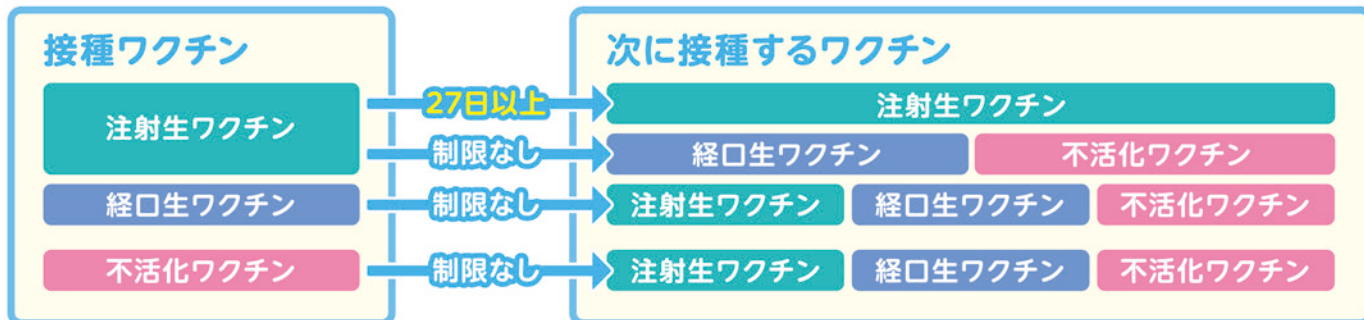 接種ワクチン
次に接種するワクチン
注射生ワクチン
27日以上
注射生ワクチン
制限なし
経口生ワクチン
不活化ワクチン
経口生ワクチン
制限なし
注射生ワクチン
経口生ワクチン
不活化ワクチン
不活化ワクチン
制限なし
注射生ワクチン
経口生ワクチン
不活化ワクチン